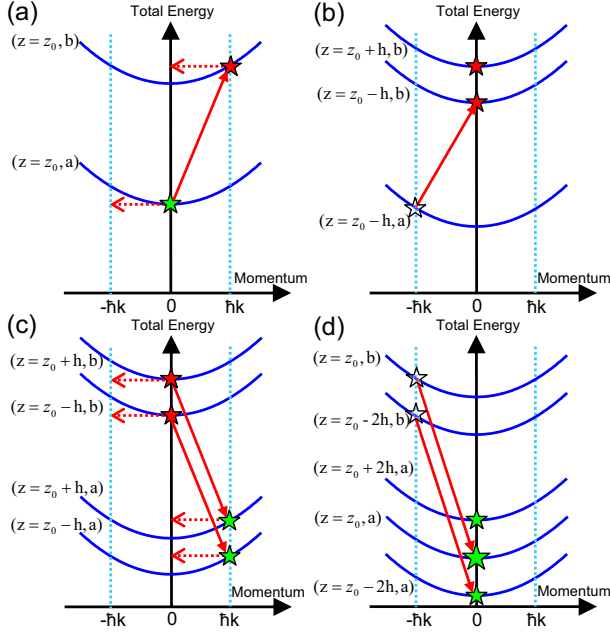 (a)
Total Energy
(z = z₀, b)
(z = z₀, a)
Momentum
-ħk
0
ħk
(b)
Total Energy
(z = z₀ + h, b)
(z = z₀ − h, b)
(z = z₀ − h, a)
Momentum
-ħk
0
ħk
(c)
Total Energy
(z = z₀ + h, b)
(z = z₀ − h, b)
(z = z₀ + h, a)
(z = z₀ − h, a)
Momentum
-ħk
0
ħk
(d)
Total Energy
(z = z₀, b)
(z = z₀ - 2h, b)
(z = z₀ + 2h, a)
(z = z₀, a)
(z = z₀ − 2h, a)
Momentum
-ħk
0
ħk